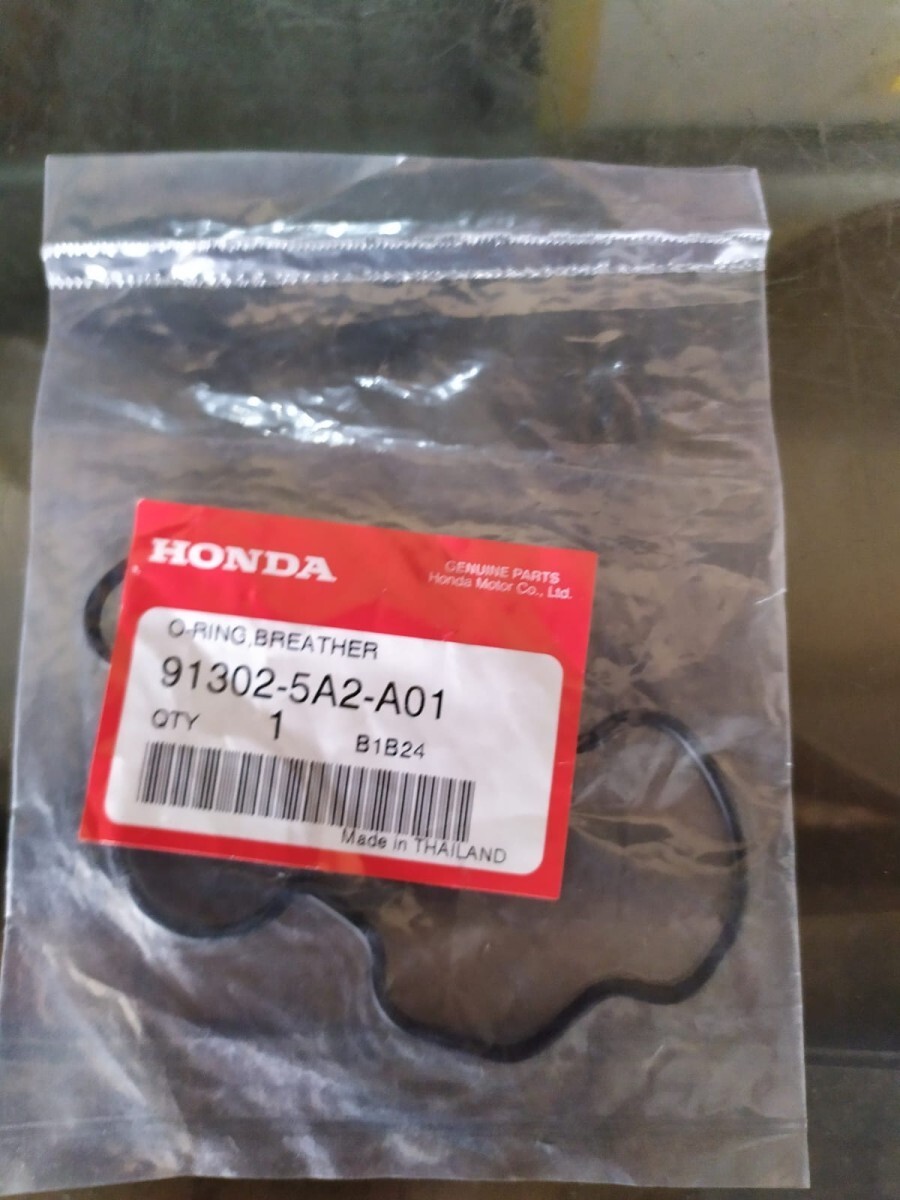 HONDA
GENUINE PARTS
Honda Motor Co., Ltd.
O-RING,BREATHER
91302-5A2-A01
QTY 1 B1B24
Made in THAILAND